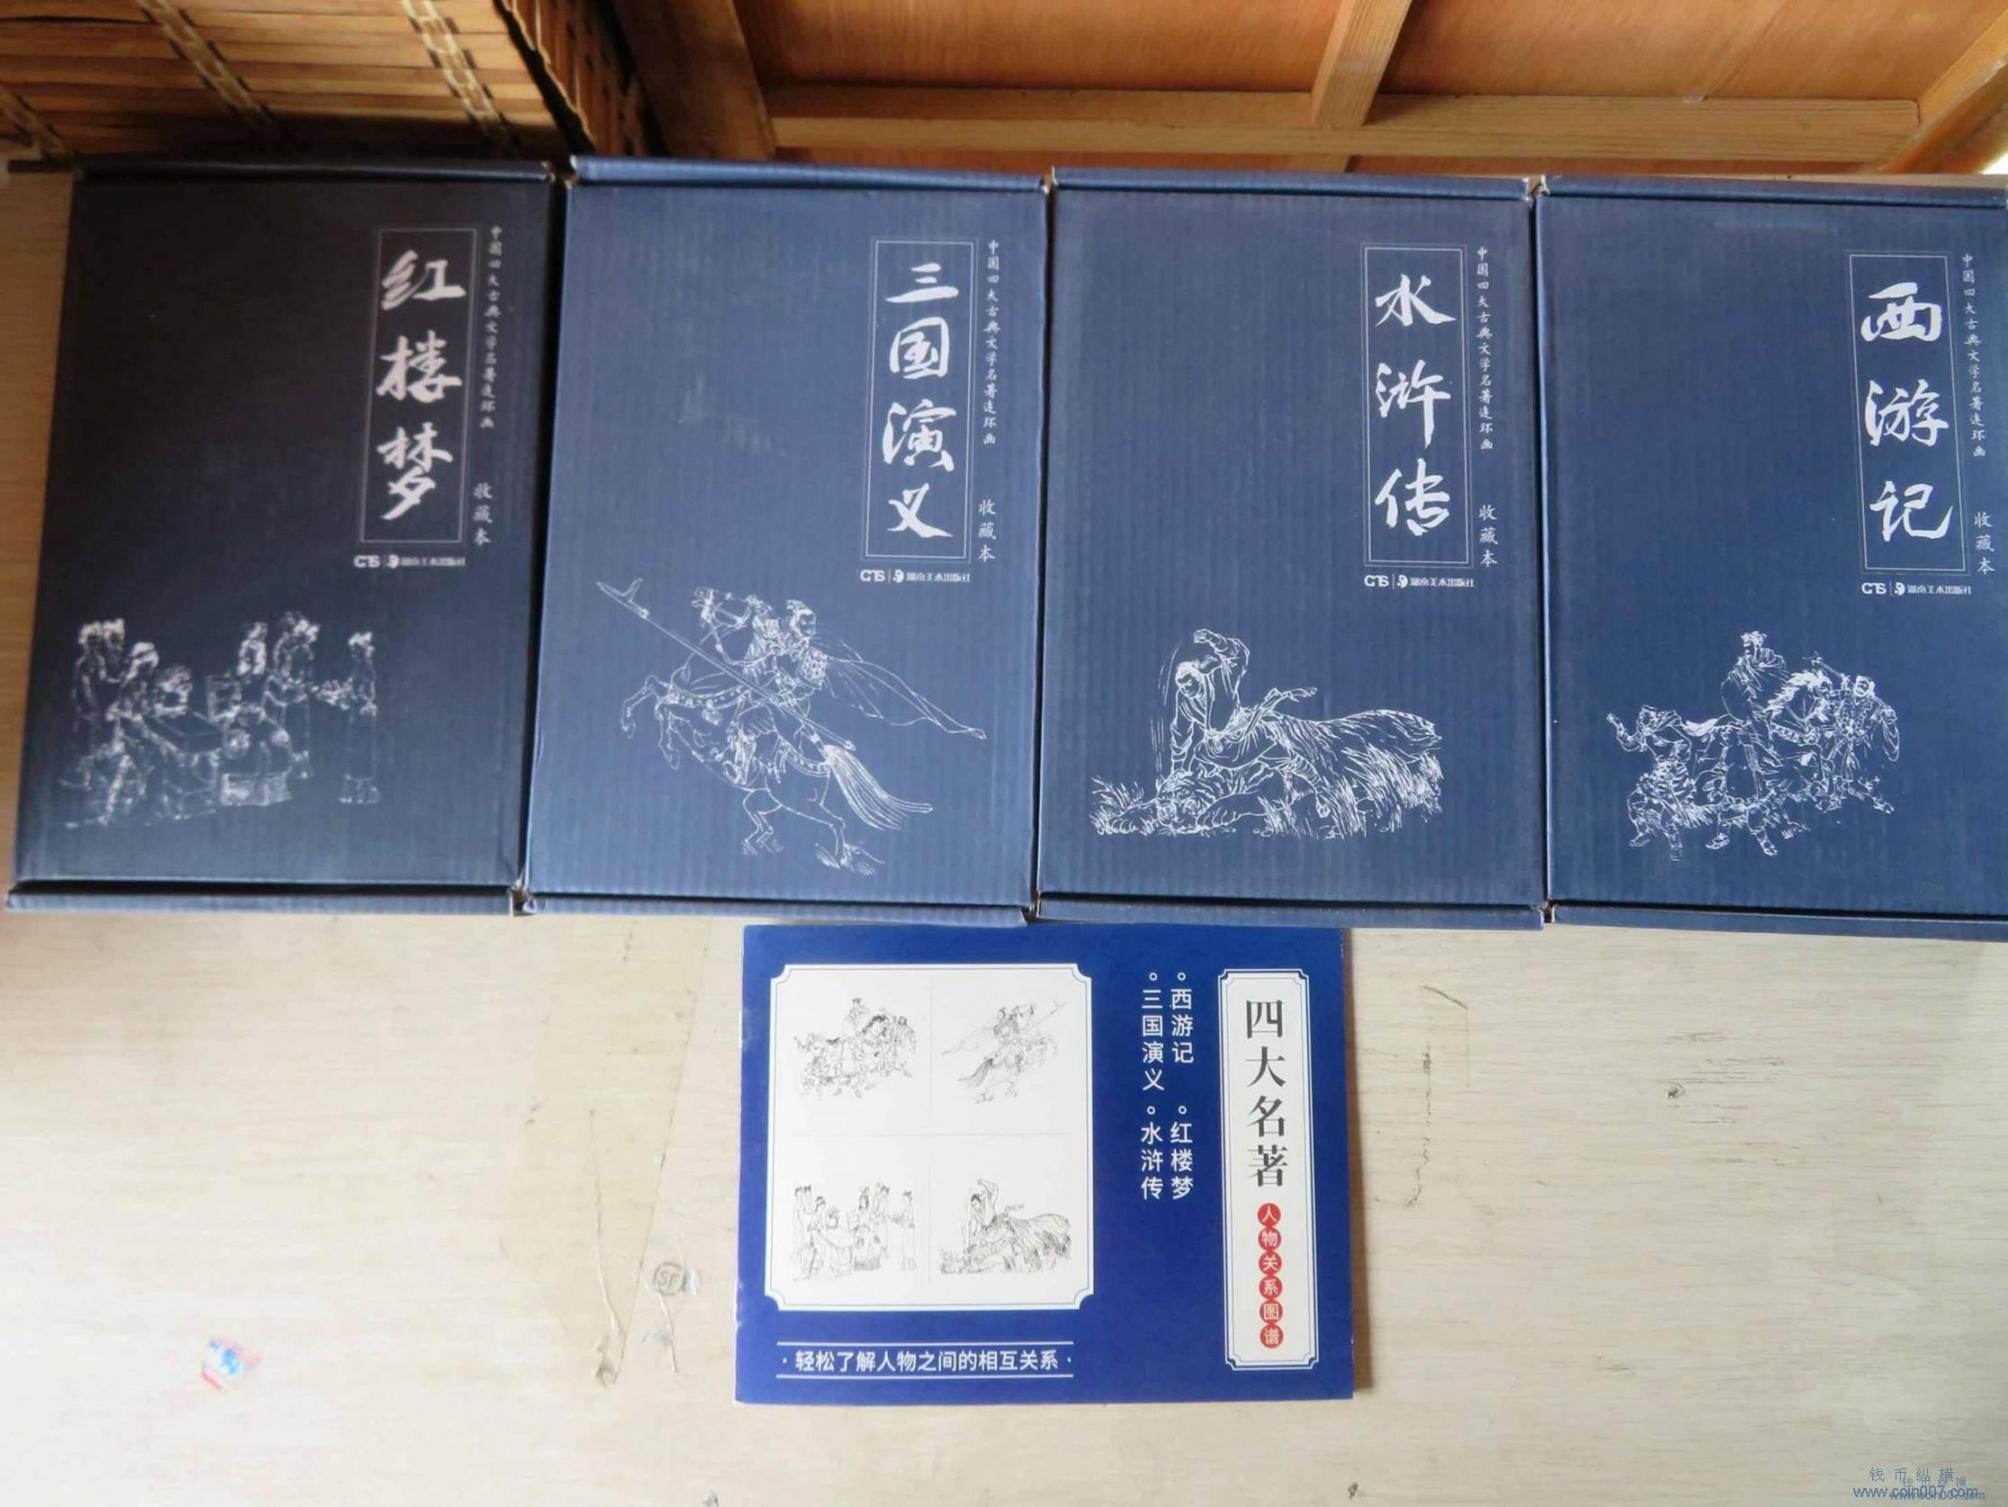 红楼梦
中国四大古典文学名著连环画
收藏本
湖南美术出版社
三国演义
中国四大古典文学名著连环画
收藏本
湖南美术出版社
水浒传
中国四大古典文学名著连环画
收藏本
湖南美术出版社
西游记
中国四大古典文学名著连环画
收藏本
湖南美术出版社
四大名著
人物关系图谱
西游记 红楼梦
三国演义 水浒传
·轻松了解人物之间的相互关系·
SF
钱币纵横
www.coin007.com